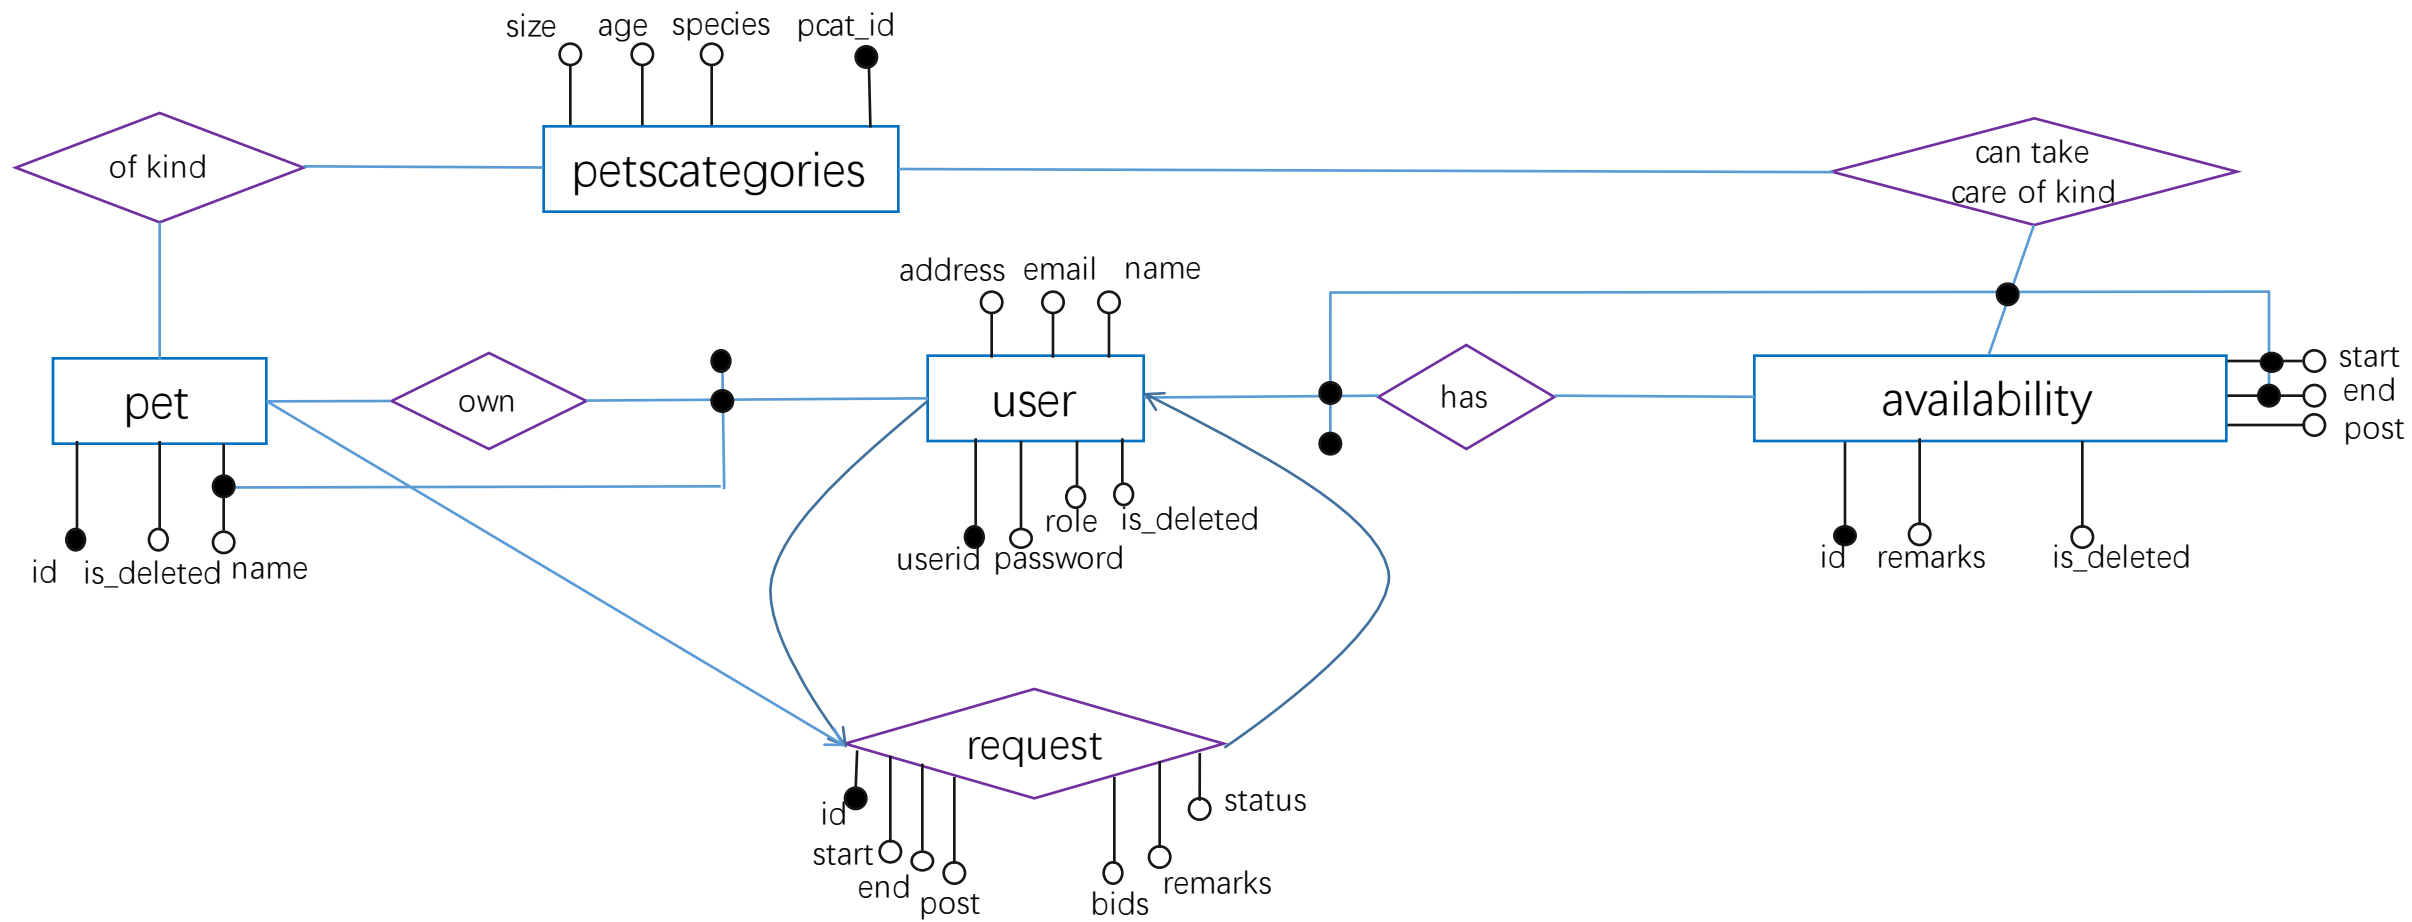 size
age
species
pcat_id
of kind
petscategories
can take
care of kind
address
email
name
pet
own
user
has
availability
start
end
post
id
is_deleted
name
userid
password
role
is_deleted
id
remarks
is_deleted
request
id
start
end
post
bids
remarks
status